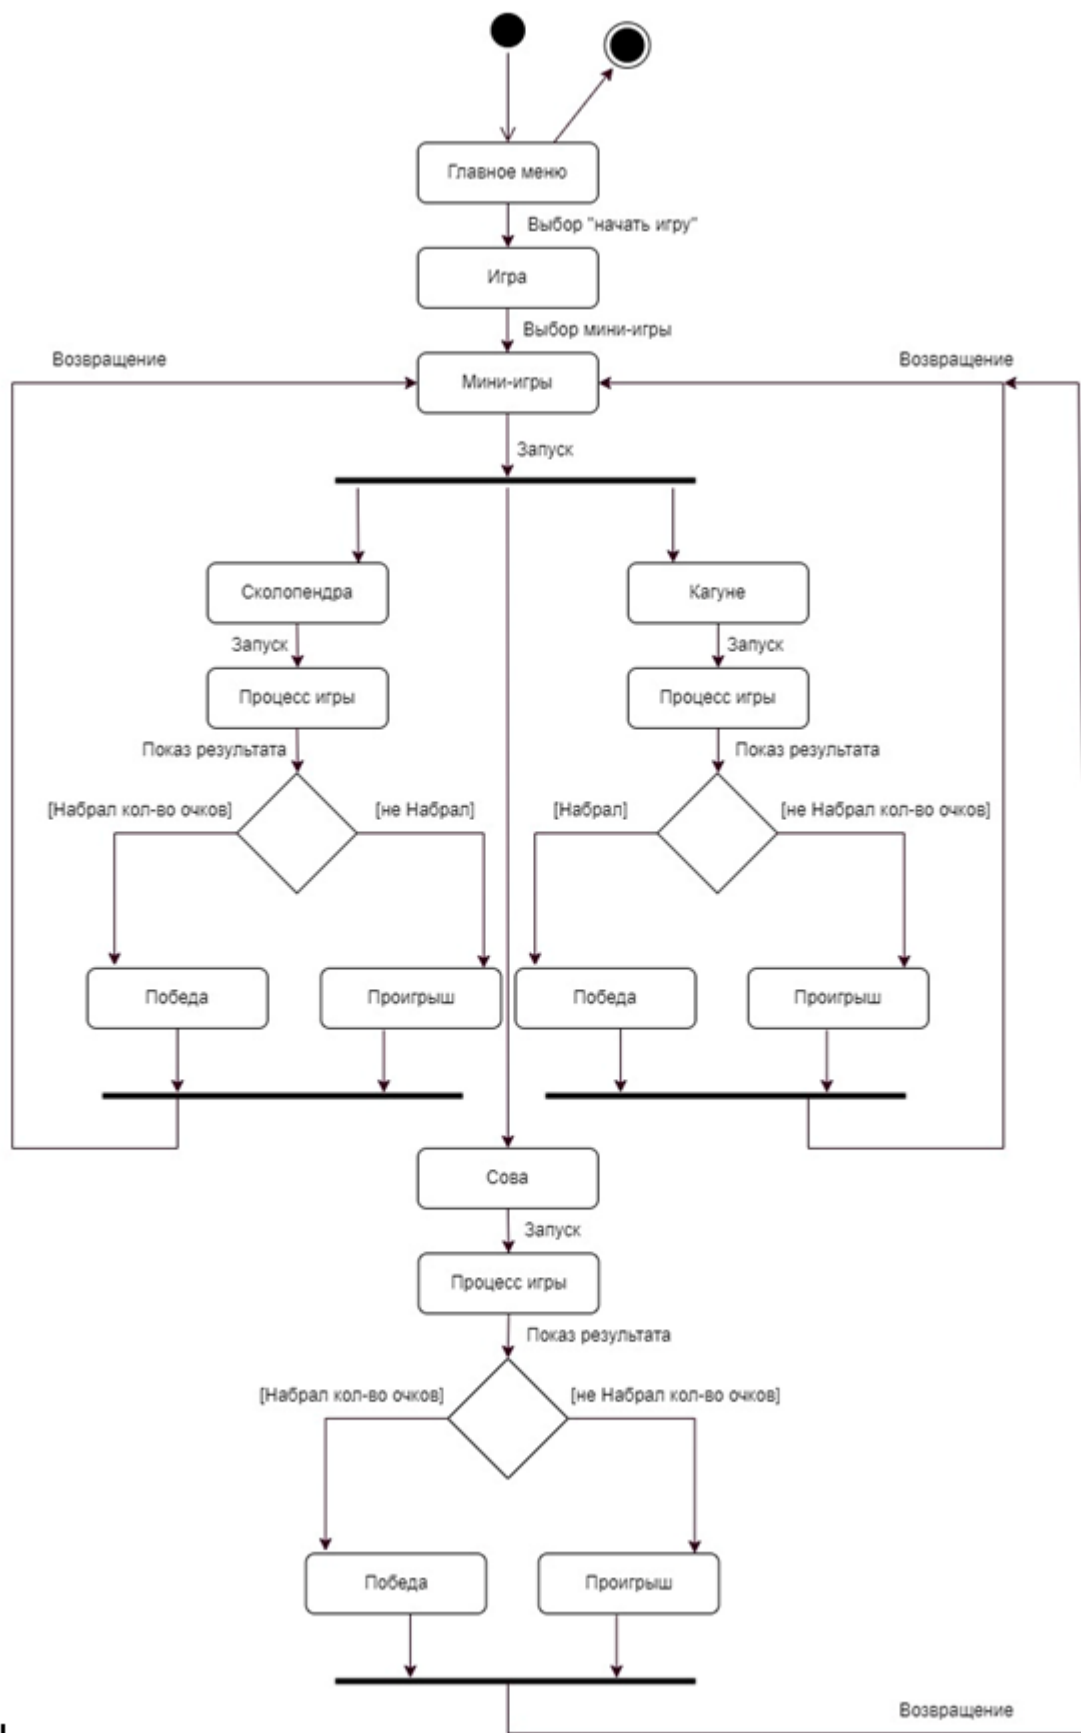 Главное меню
Выбор "начать игру"
Игра
Выбор мини-игры
Возвращение
Возвращение
Мини-игры
Запуск
Сколопендра
Кагуне
Запуск
Запуск
Процесс игры
Процесс игры
Показ результата
Показ результата
[Набрал кол-во очков]
[не Набрал]
[Набрал]
[не Набрал кол-во очков]
Победа
Проигрыш
Победа
Проигрыш
Сова
Запуск
Процесс игры
Показ результата
[Набрал кол-во очков]
[не Набрал кол-во очков]
Победа
Проигрыш
Возвращение